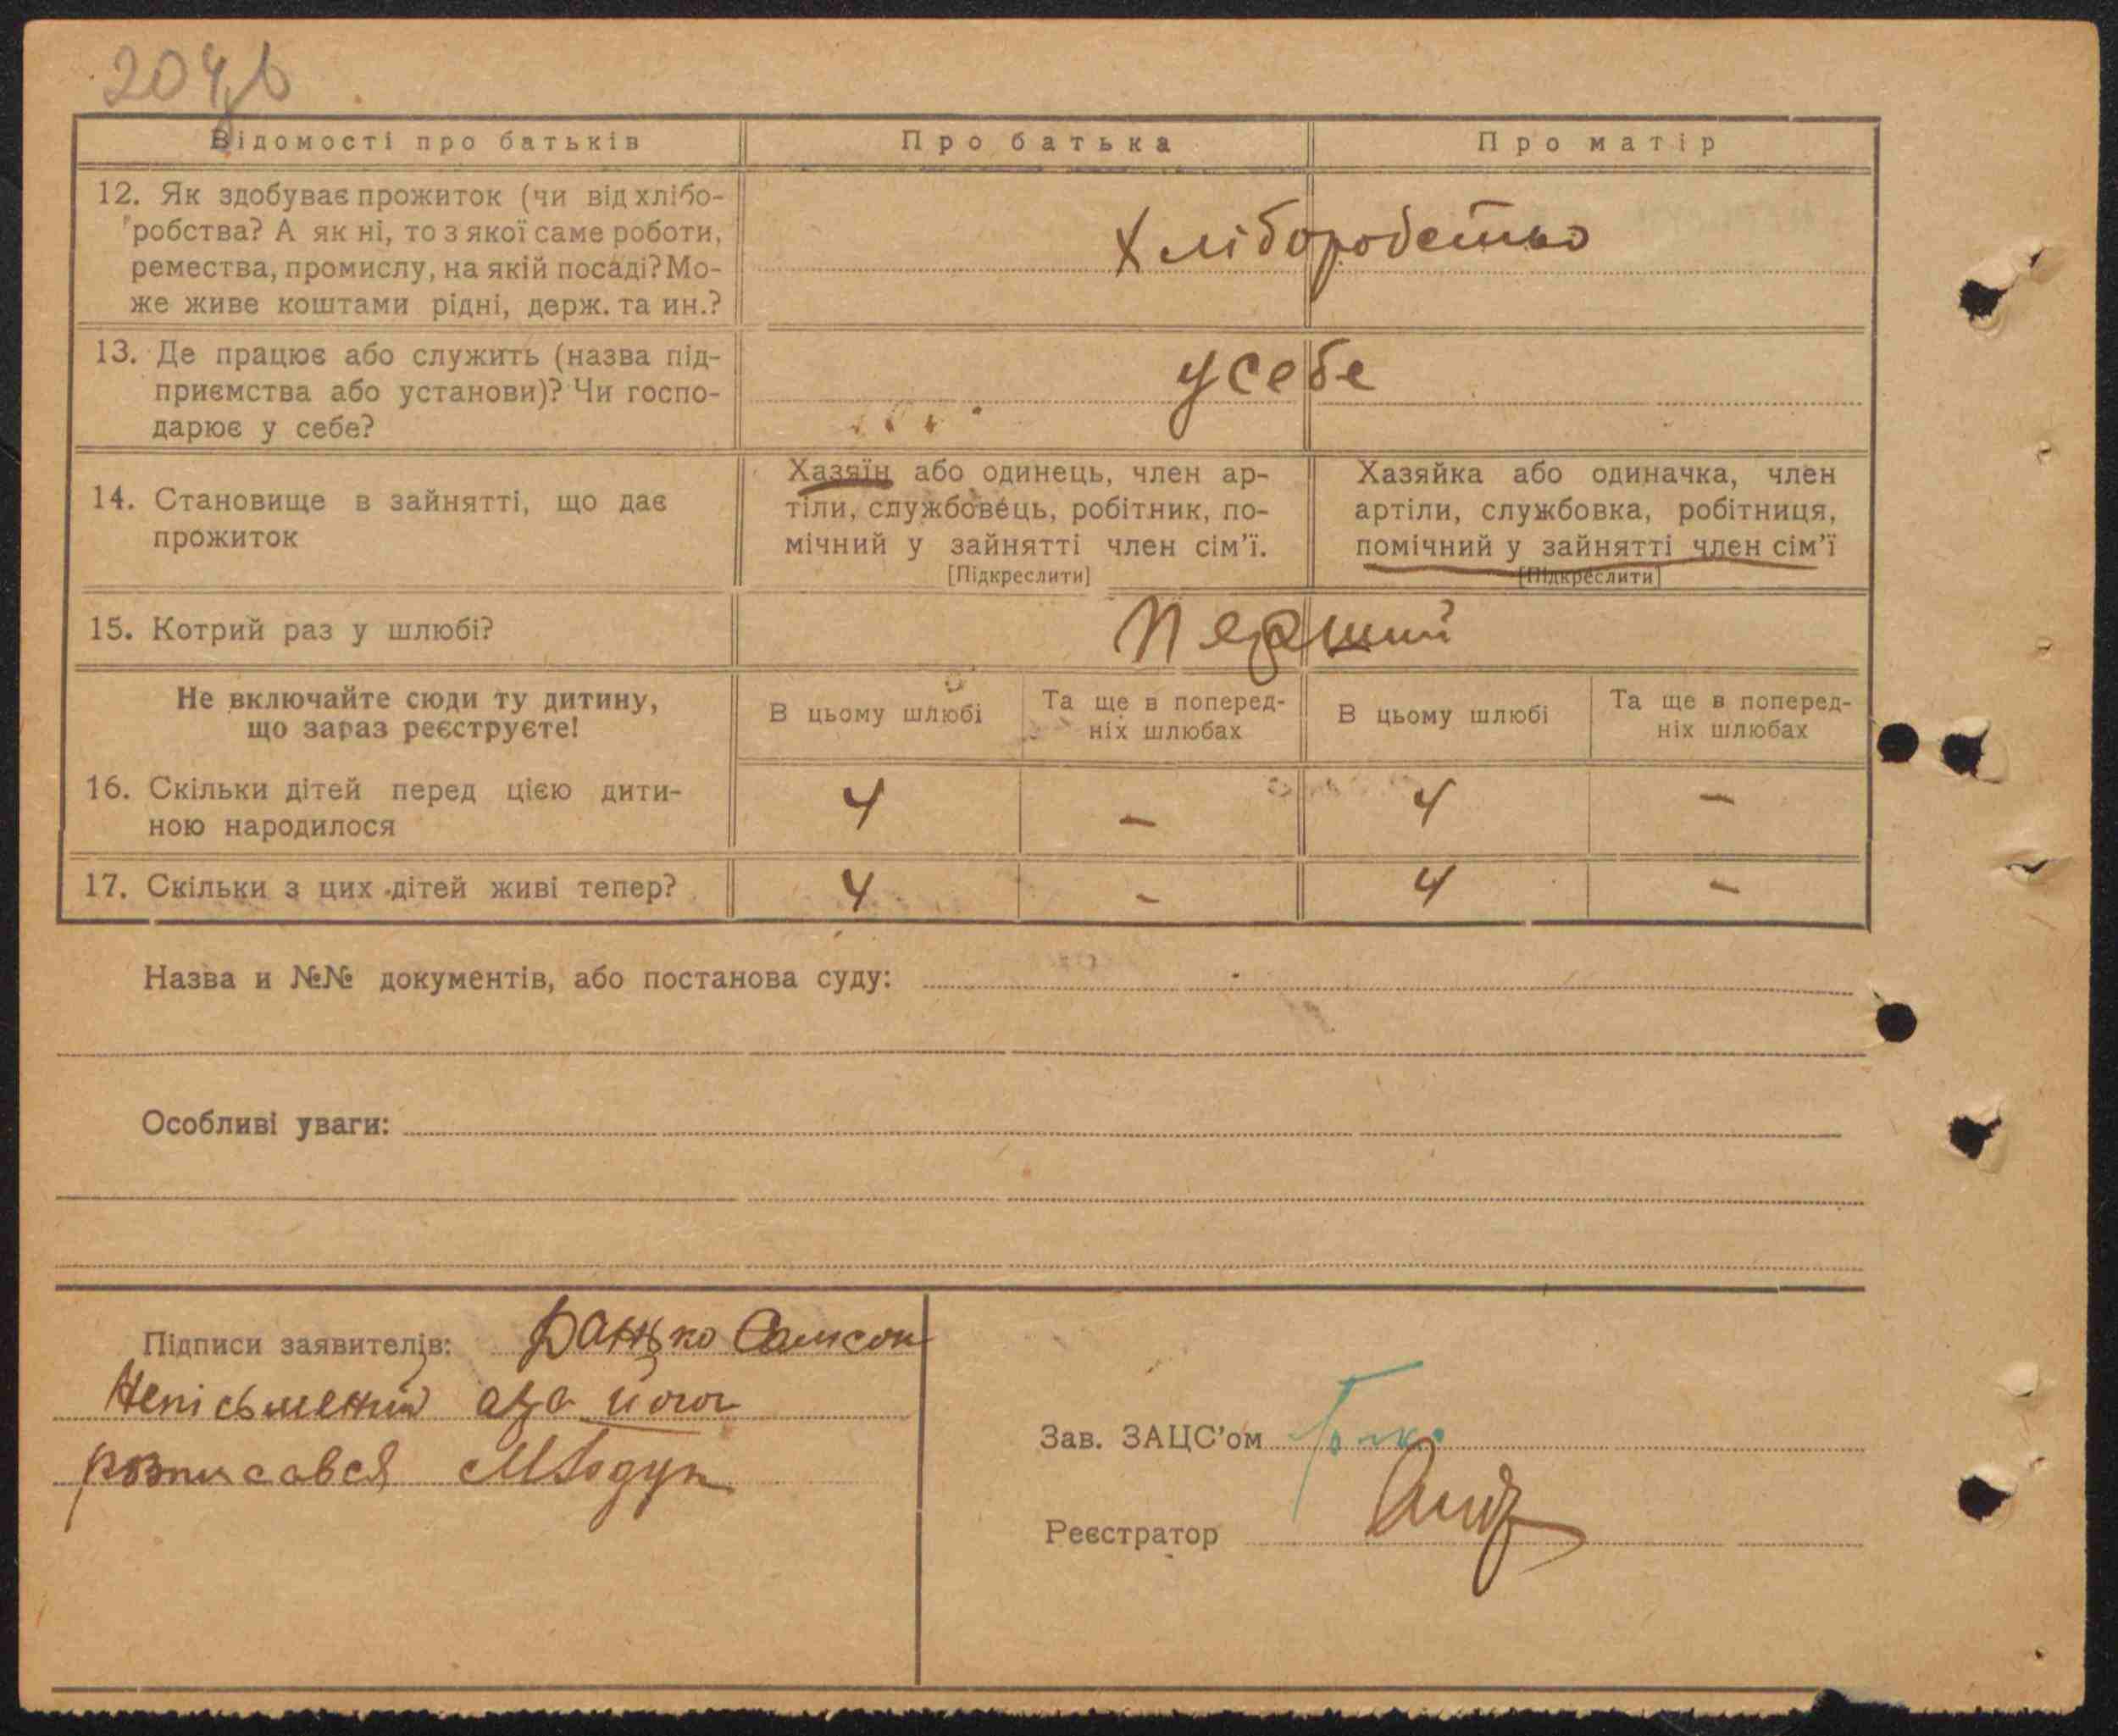 204
Відомості про батьків
Про батька
Про матір
12. Як здобуває прожиток (чи від хлібо-
робства? А як ні, то з якої саме роботи,
ремества, промислу, на якій посаді? Мо-
же живе коштами рідні, держ. та ин.?
Хліборобство
13. Де працює або служить (назва під-
приємства або установи)? Чи госпо-
дарює у себе?
у себе
14. Становище в зайнятті, що дає
прожиток
Хазяїн або одинець, член ар-
тіли, службовець, робітник, по-
мічний у зайнятті член сім'ї.
[Підкреслити]
Хазяйка або одиначка, член
артіли, службовка, робітниця,
помічний у зайнятті член сім'ї
[Підкреслити]
15. Котрий раз у шлюбі?
Перший
Не включайте сюди ту дитину,
що зараз реєструєте!
В цьому шлюбі
Та ще в поперед-
ніх шлюбах
В цьому шлюбі
Та ще в поперед-
ніх шлюбах
16. Скільки дітей перед цією дити-
ною народилося
4 - 4 -
17. Скільки з цих дітей живі тепер?
4 - 4 -
Назва и №№ документів, або постанова суду:
Особливі уваги:
Підписи заявителів: Данько Самсон
Непісьмений а за його
розписався
Зав. ЗАЦС'ом
Реєстратор